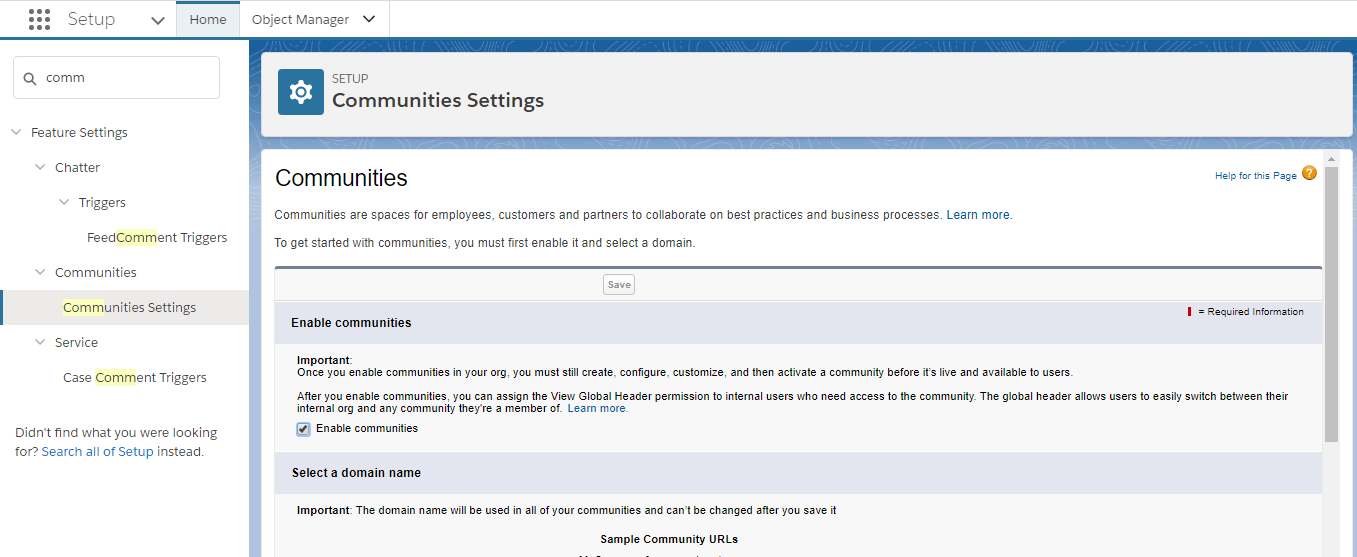 Setup
Home
Object Manager
comm
Feature Settings
Chatter
Triggers
FeedComment Triggers
Communities
Communities Settings
Service
Case Comment Triggers
Didn't find what you were looking
for? Search all of Setup instead.
SETUP
Communities Settings
Communities
Help for this Page ?
Communities are spaces for employees, customers and partners to collaborate on best practices and business processes. Learn more.
To get started with communities, you must first enable it and select a domain.
Save
Enable communities
= Required Information
Important:
Once you enable communities in your org, you must still create, configure, customize, and then activate a community before it's live and available to users.
After you enable communities, you can assign the View Global Header permission to internal users who need access to the community. The global header allows users to easily switch between their
internal org and any community they're a member of. Learn more.
Enable communities
Select a domain name
Important: The domain name will be used in all of your communities and can't be changed after you save it
Sample Community URLs